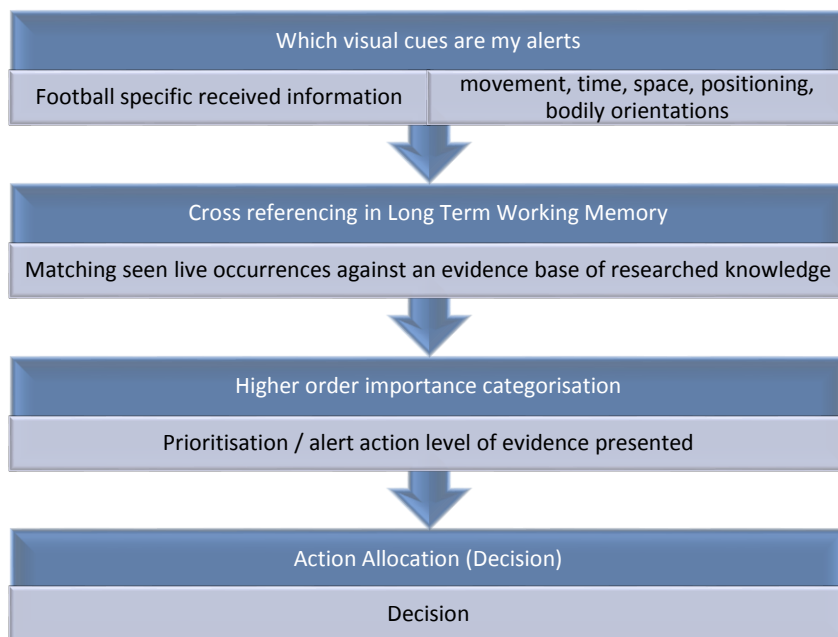 Which visual cues are my alerts
Football specific received information
movement, time, space, positioning,
bodily orientations
Cross referencing in Long Term Working Memory
Matching seen live occurrences against an evidence base of researched knowledge
Higher order importance categorisation
Prioritisation / alert action level of evidence presented
Action Allocation (Decision)
Decision